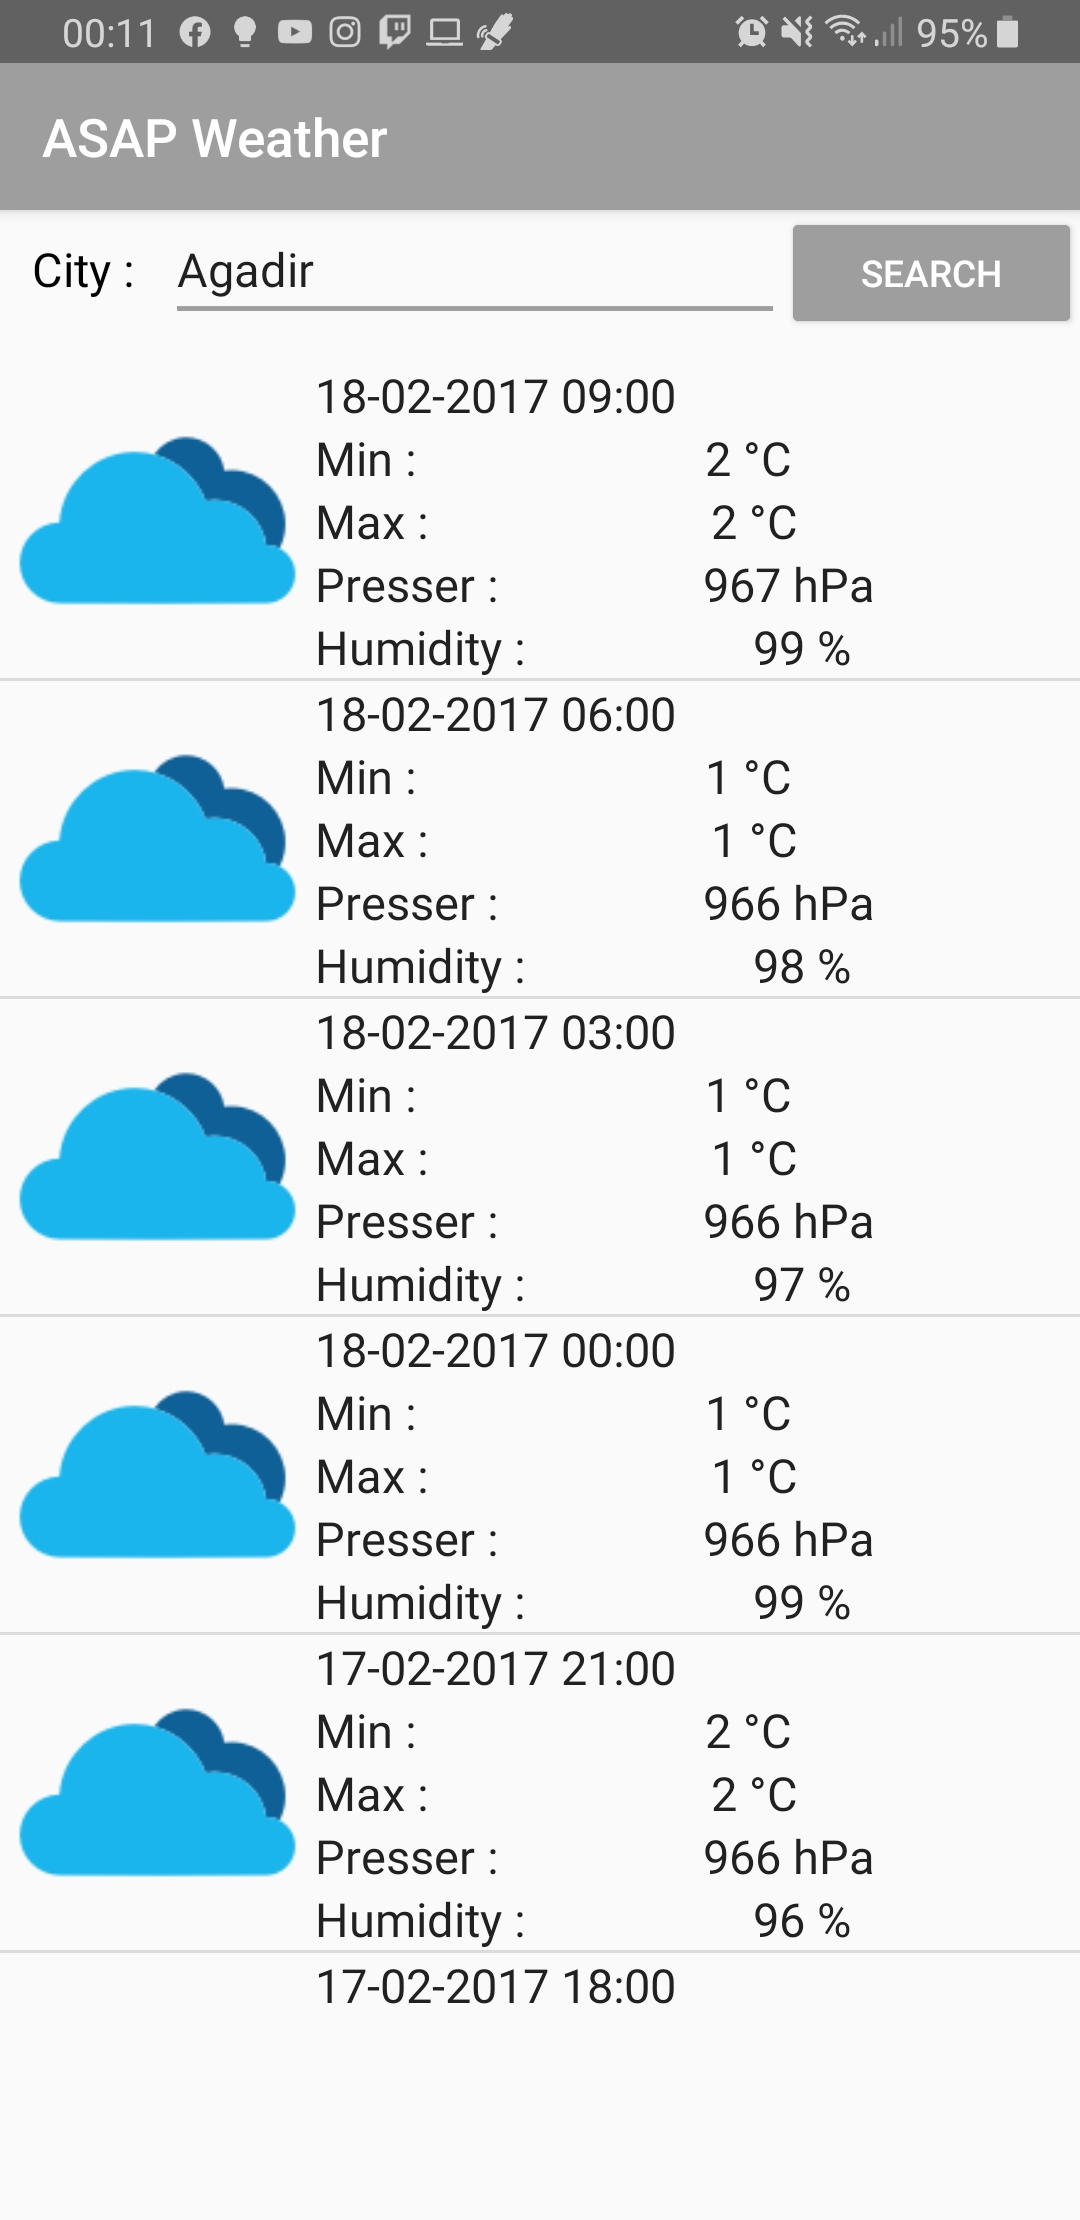 00:11 95%
ASAP Weather
City : Agadir SEARCH
18-02-2017 09:00
Min : 2 °C
Max : 2 °C
Presser : 967 hPa
Humidity : 99 %
18-02-2017 06:00
Min : 1 °C
Max : 1 °C
Presser : 966 hPa
Humidity : 98 %
18-02-2017 03:00
Min : 1 °C
Max : 1 °C
Presser : 966 hPa
Humidity : 97 %
18-02-2017 00:00
Min : 1 °C
Max : 1 °C
Presser : 966 hPa
Humidity : 99 %
17-02-2017 21:00
Min : 2 °C
Max : 2 °C
Presser : 966 hPa
Humidity : 96 %
17-02-2017 18:00